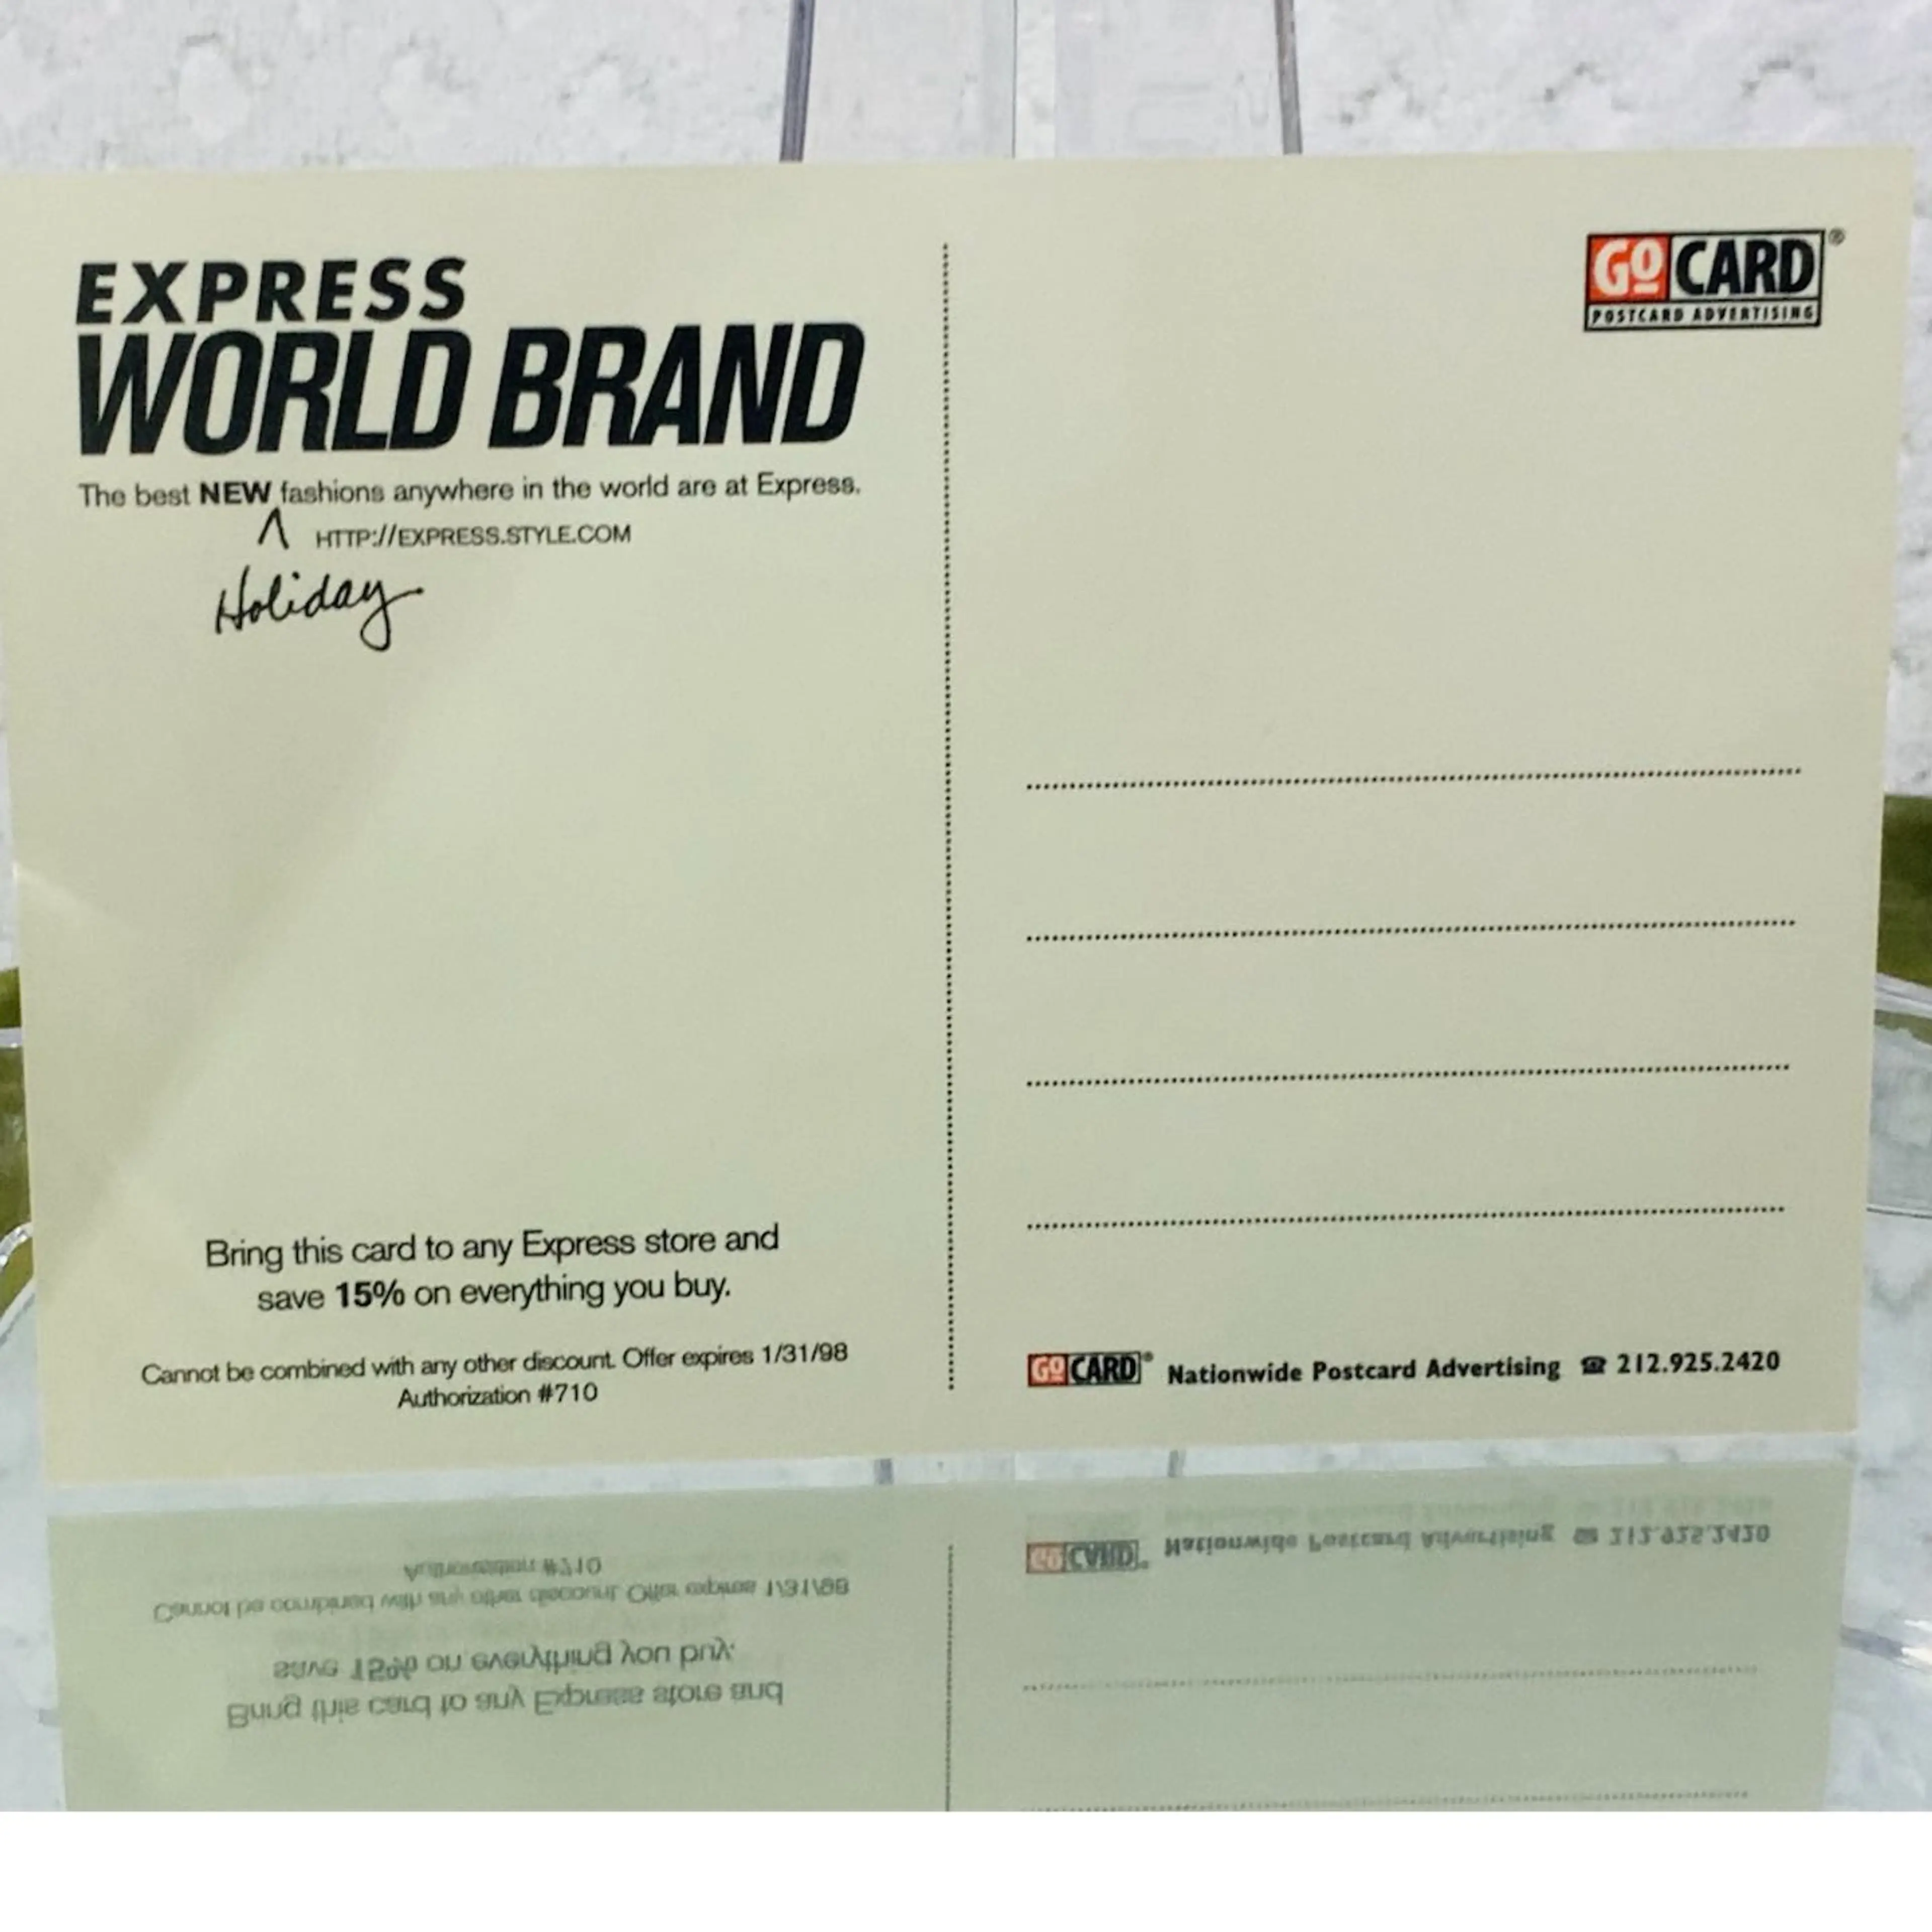 EXPRESS
WORLD BRAND
The best NEW fashions anywhere in the world are at Express.
^ HTTP://EXPRESS.STYLE.COM
Holiday
Bring this card to any Express store and
save 15% on everything you buy.
Cannot be combined with any other discount. Offer expires 1/31/98
Authorization #710
GO CARD®
POSTCARD ADVERTISING
GO CARD® Nationwide Postcard Advertising ☎ 212.925.2420